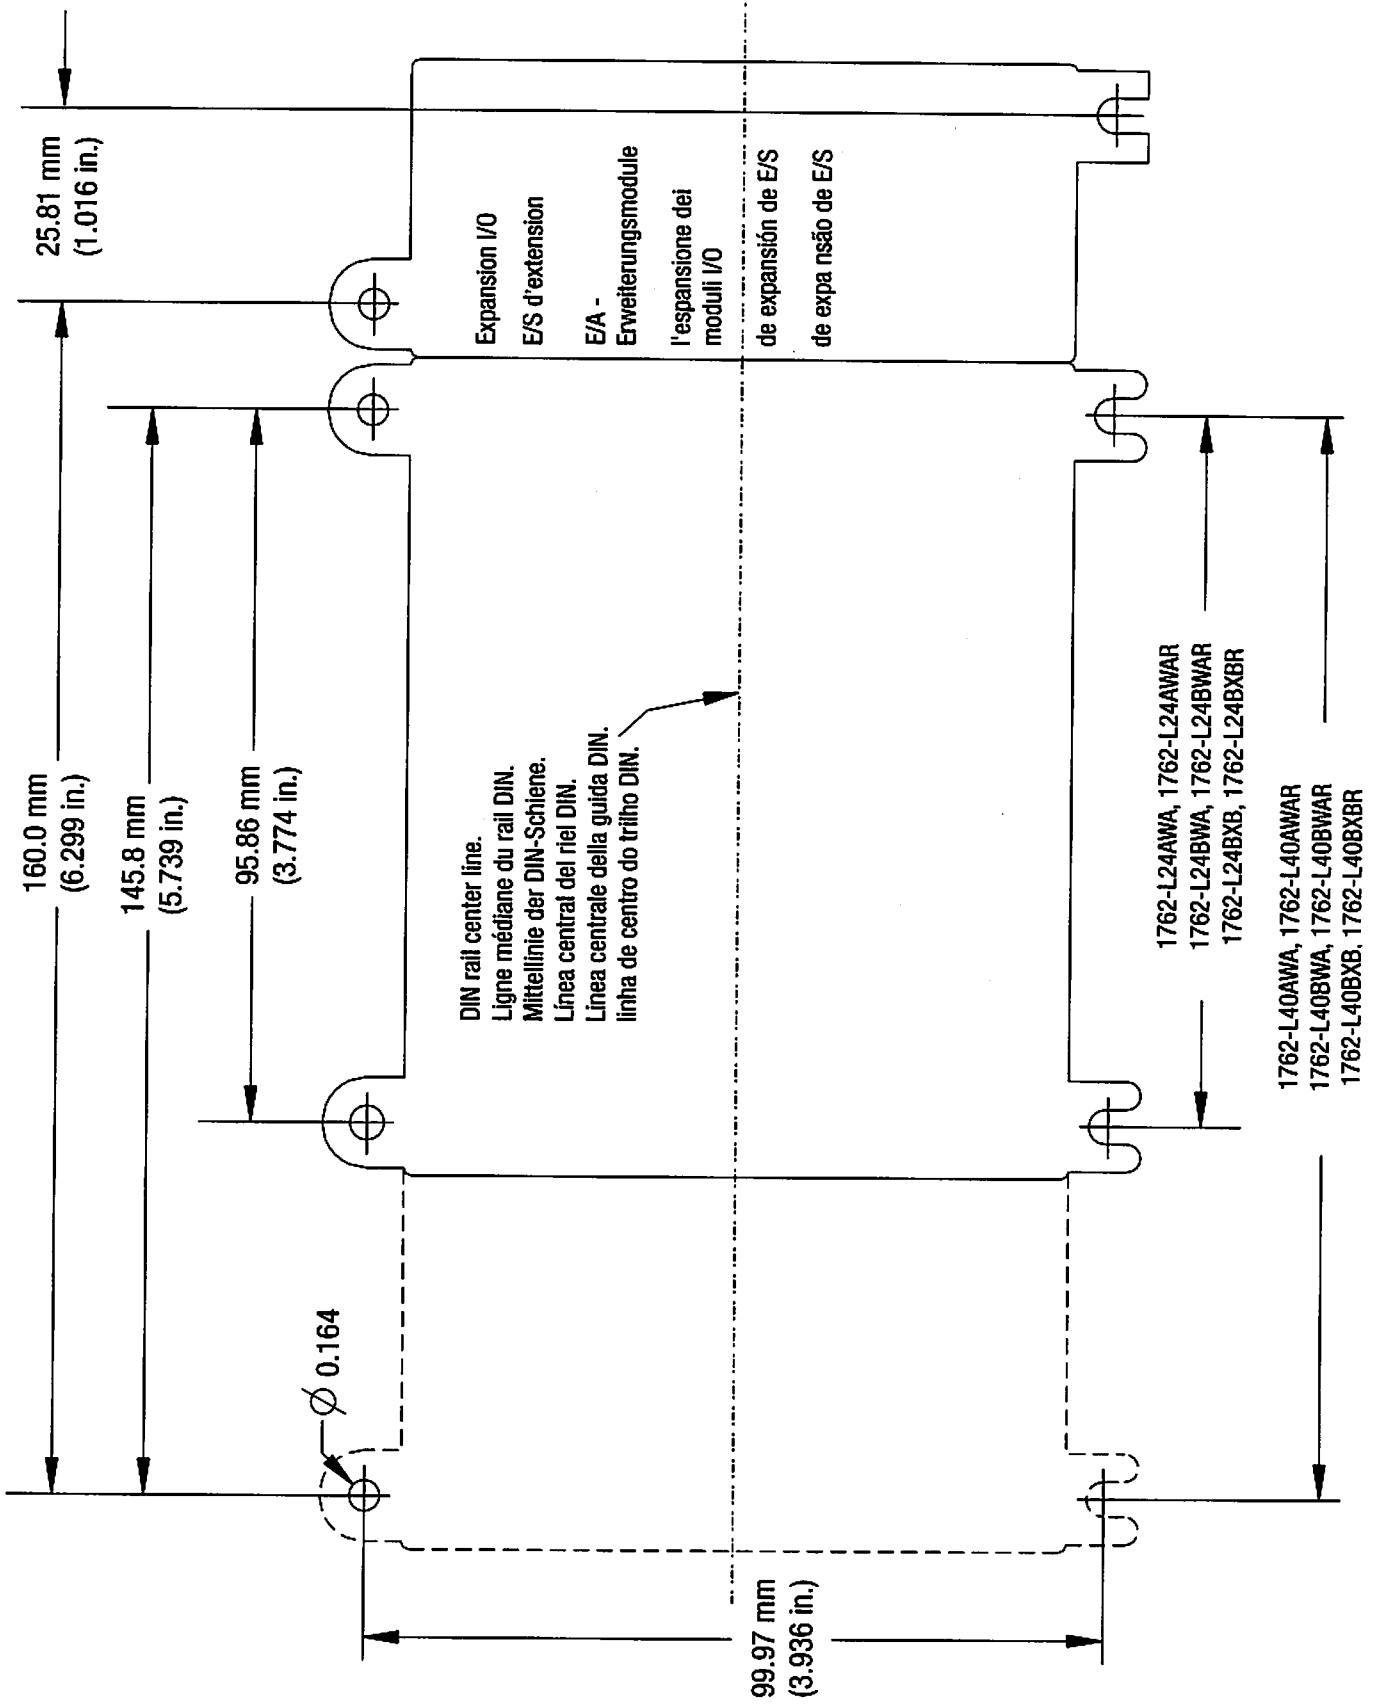 25.81 mm
(1.016 in.)
160.0 mm
(6.299 in.)
145.8 mm
(5.739 in.)
95.86 mm
(3.774 in.)
Expansion I/O
E/S d'extension
E/A -
Erweiterungsmodule
l'espansione dei
moduli I/O
de expansión de E/S
de expa nsão de E/S
DIN rail center line.
Ligne médiane du rail DIN.
Mittellinie der DIN-Schiene.
Línea central del riel DIN.
Linea centrale della guida DIN.
linha de centro do trilho DIN.
Ø 0.164
99.97 mm
(3.936 in.)
1762-L24AWA, 1762-L24AWAR
1762-L24BWA, 1762-L24BWAR
1762-L24BXB, 1762-L24BXBR
1762-L40AWA, 1762-L40AWAR
1762-L40BWA, 1762-L40BWAR
1762-L40BXB, 1762-L40BXBR